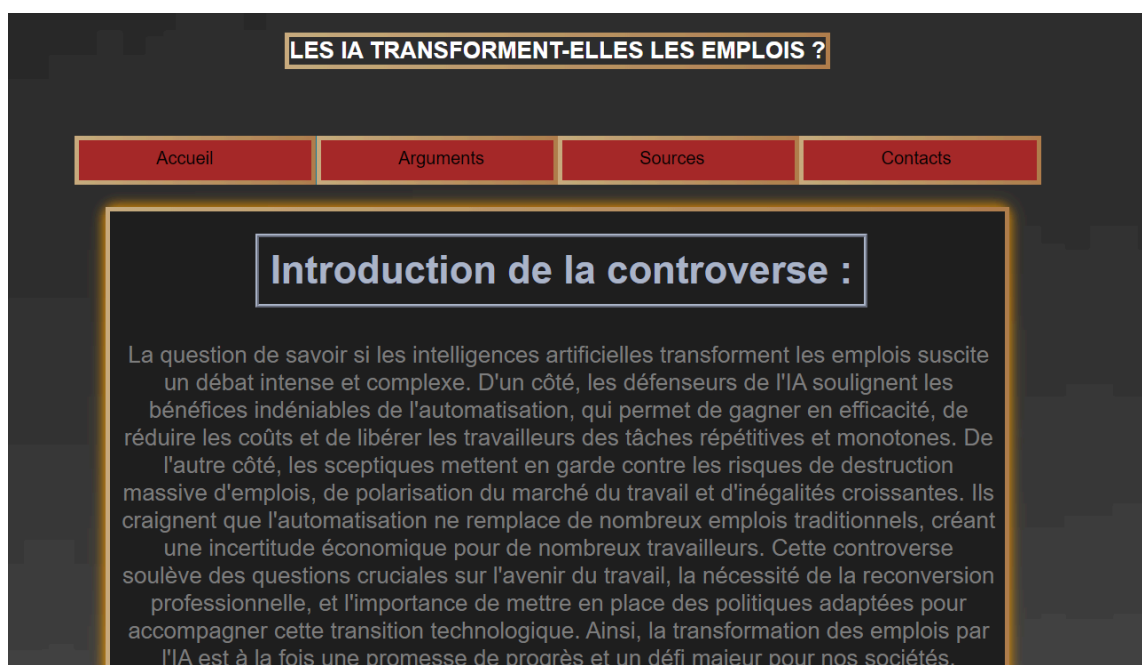 LES IA TRANSFORMENT-ELLES LES EMPLOIS ?
Accueil Arguments Sources Contacts
Introduction de la controverse :
La question de savoir si les intelligences artificielles transforment les emplois suscite
un débat intense et complexe. D'un côté, les défenseurs de l'IA soulignent les
bénéfices indéniables de l'automatisation, qui permet de gagner en efficacité, de
réduire les coûts et de libérer les travailleurs des tâches répétitives et monotones. De
l'autre côté, les sceptiques mettent en garde contre les risques de destruction
massive d'emplois, de polarisation du marché du travail et d'inégalités croissantes. Ils
craignent que l'automatisation ne remplace de nombreux emplois traditionnels, créant
une incertitude économique pour de nombreux travailleurs. Cette controverse
soulève des questions cruciales sur l'avenir du travail, la nécessité de la reconversion
professionnelle, et l'importance de mettre en place des politiques adaptées pour
accompagner cette transition technologique. Ainsi, la transformation des emplois par
l'IA est à la fois une promesse de progrès et un défi majeur pour nos sociétés.